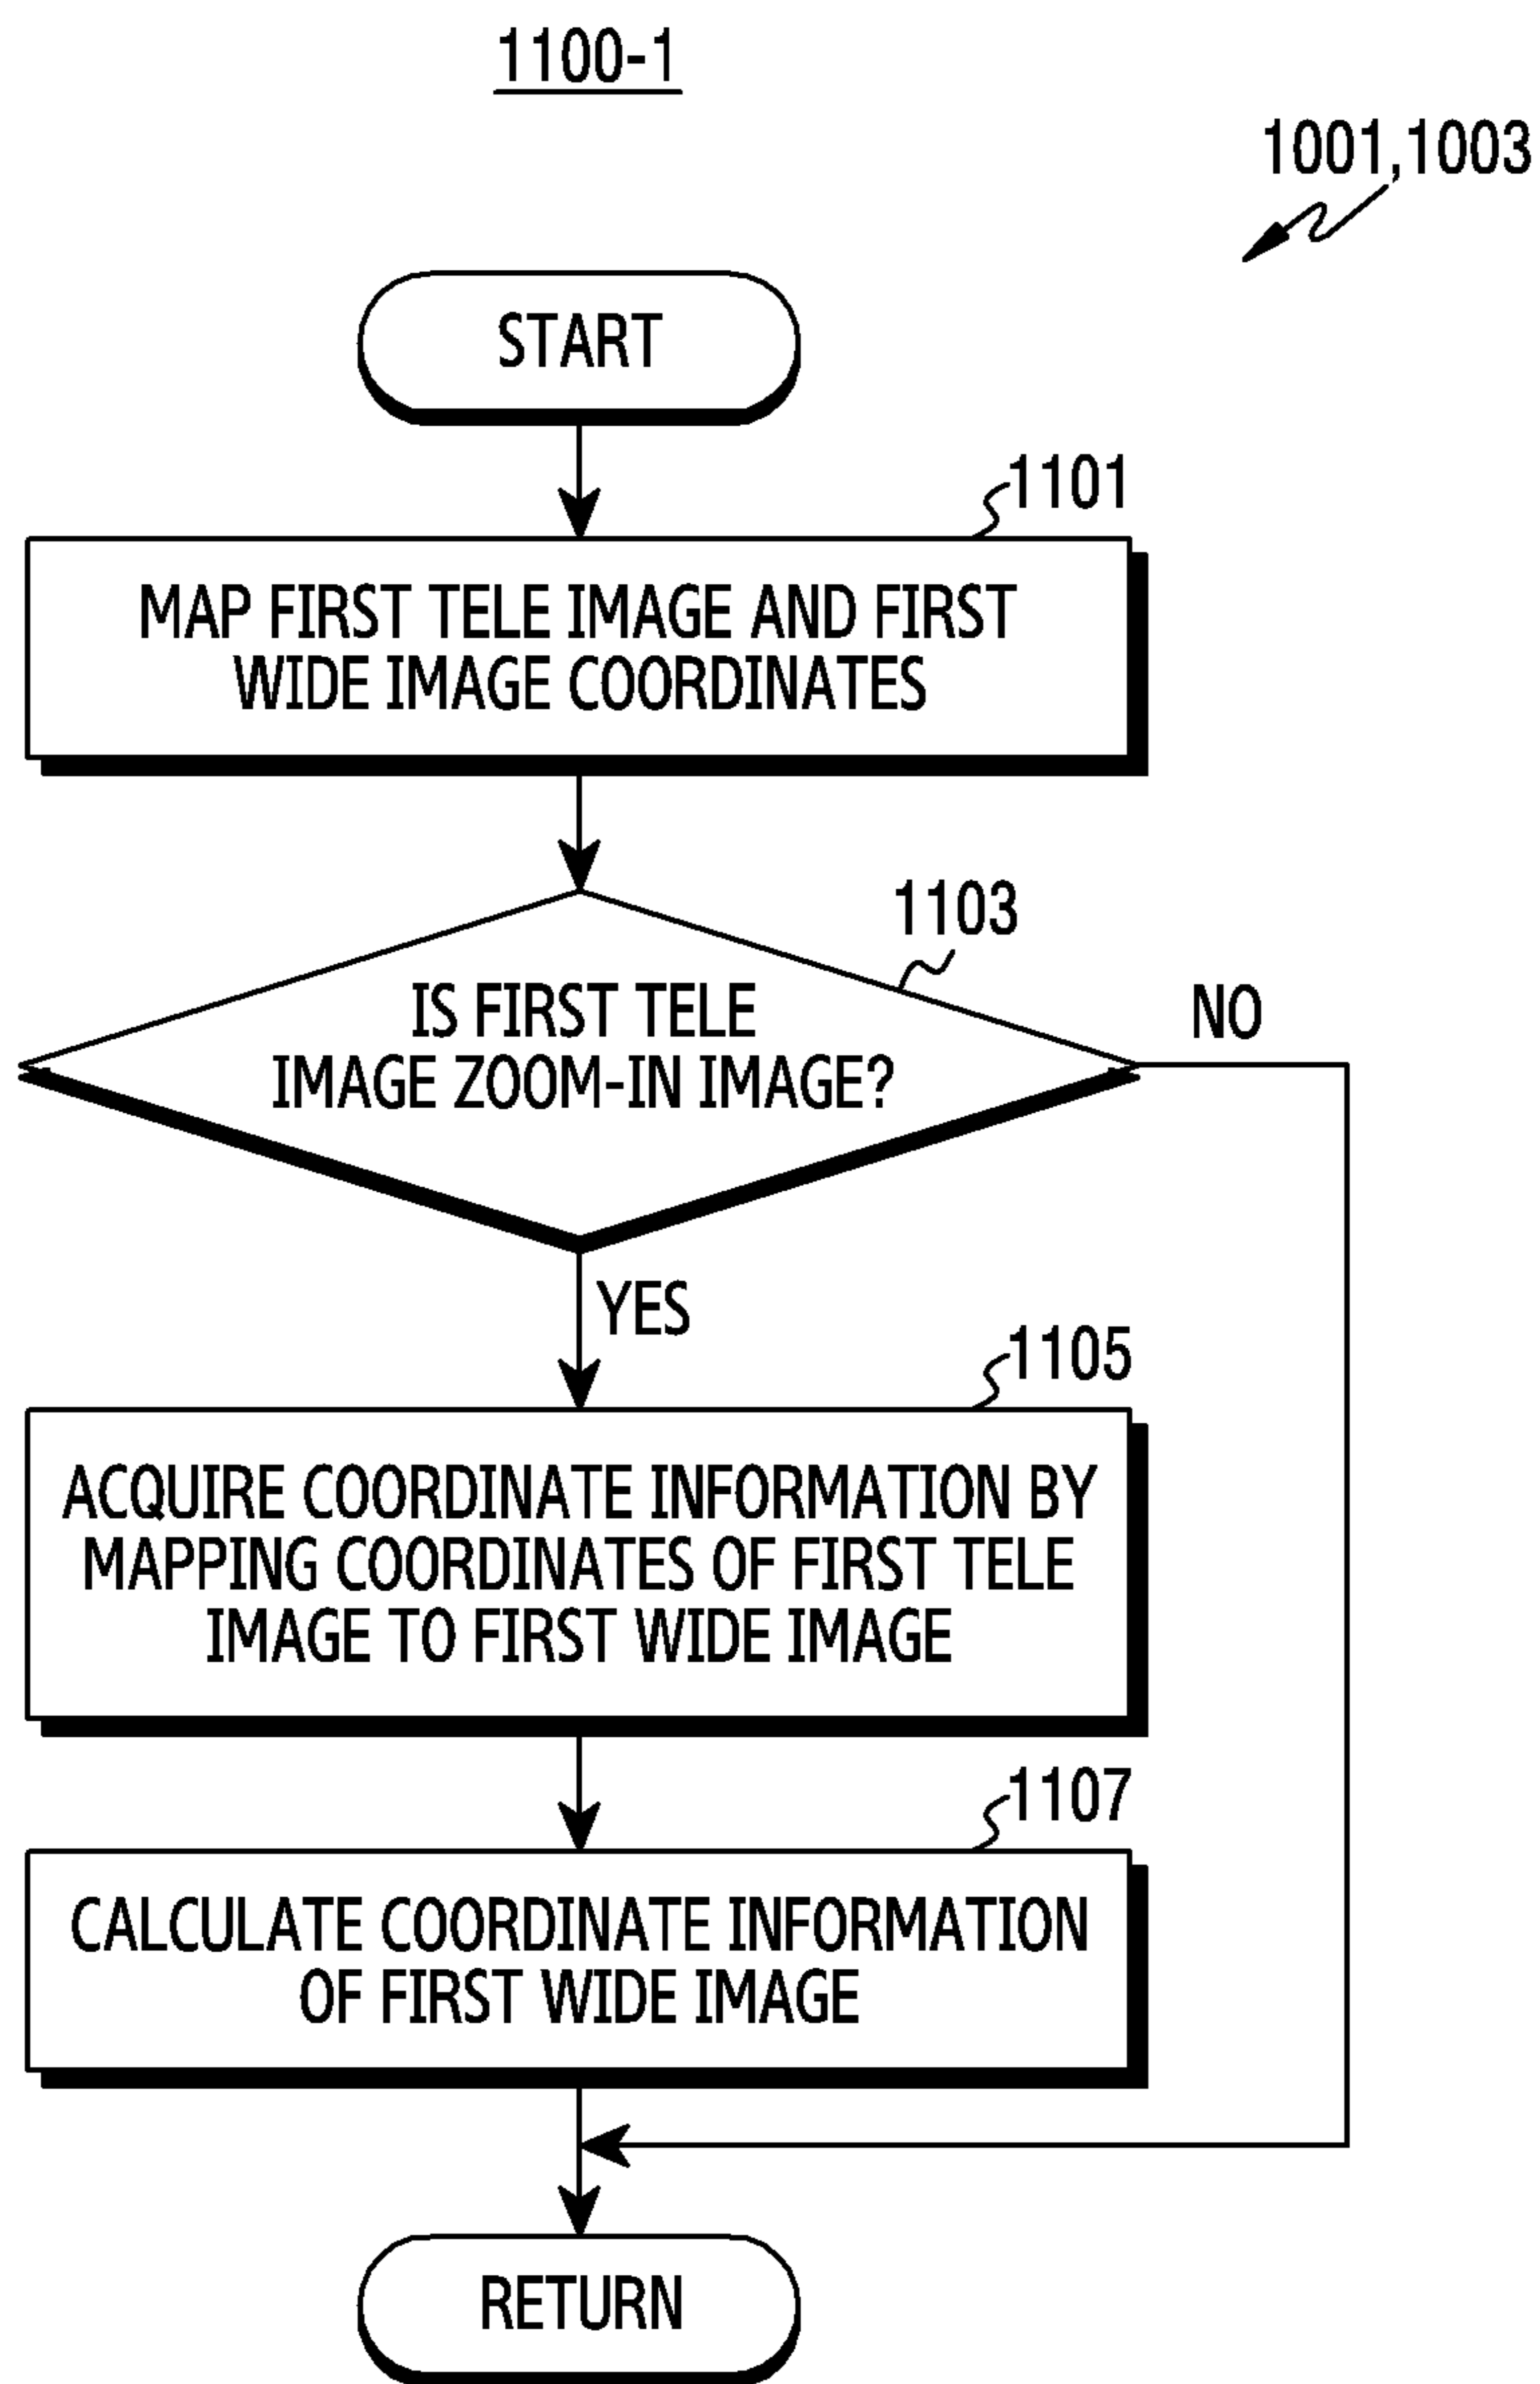 1100-1
1001,1003
START
1101
MAP FIRST TELE IMAGE AND FIRST
WIDE IMAGE COORDINATES
1103
IS FIRST TELE
IMAGE ZOOM-IN IMAGE?
NO
YES
1105
ACQUIRE COORDINATE INFORMATION BY
MAPPING COORDINATES OF FIRST TELE
IMAGE TO FIRST WIDE IMAGE
1107
CALCULATE COORDINATE INFORMATION
OF FIRST WIDE IMAGE
RETURN